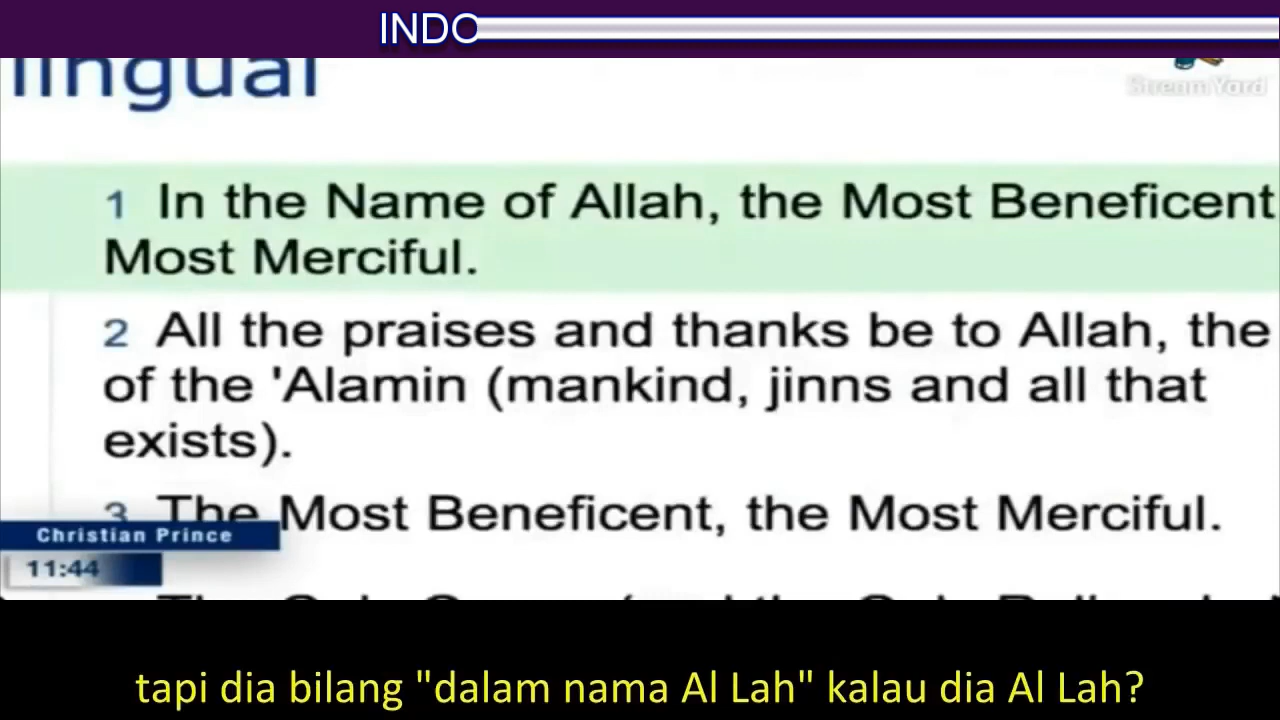 INDO
lingual
StreamYard
1 In the Name of Allah, the Most Beneficent
Most Merciful.
2 All the praises and thanks be to Allah, the
of the 'Alamin (mankind, jinns and all that
exists).
3 The Most Beneficent, the Most Merciful.
Christian Prince
11:44
tapi dia bilang "dalam nama Al Lah" kalau dia Al Lah?